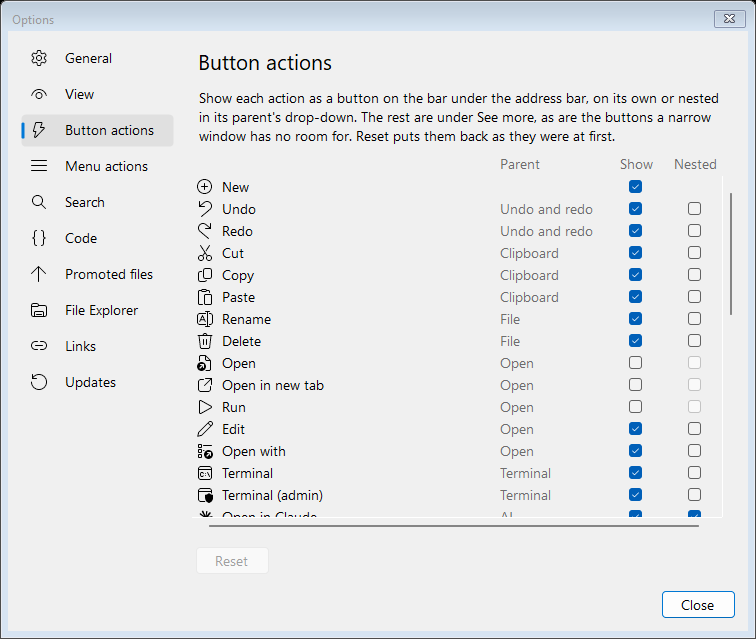 Options
General
View
Button actions
Menu actions
Search
Code
Promoted files
File Explorer
Links
Updates
Button actions
Show each action as a button on the bar under the address bar, on its own or nested
in its parent's drop-down. The rest are under See more, as are the buttons a narrow
window has no room for. Reset puts them back as they were at first.
Parent Show Nested
New
Undo Undo and redo
Redo Undo and redo
Cut Clipboard
Copy Clipboard
Paste Clipboard
Rename File
Delete File
Open Open
Open in new tab Open
Run Open
Edit Open
Open with Open
Terminal Terminal
Terminal (admin) Terminal
Open in Claude AI
Reset
Close